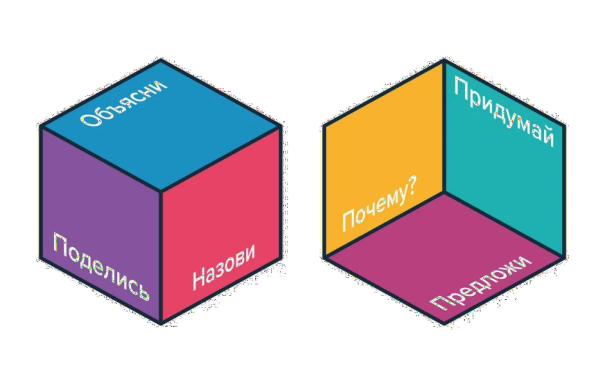 Объясни
Поделись
Назови
Придумай
Почему?
Предложи